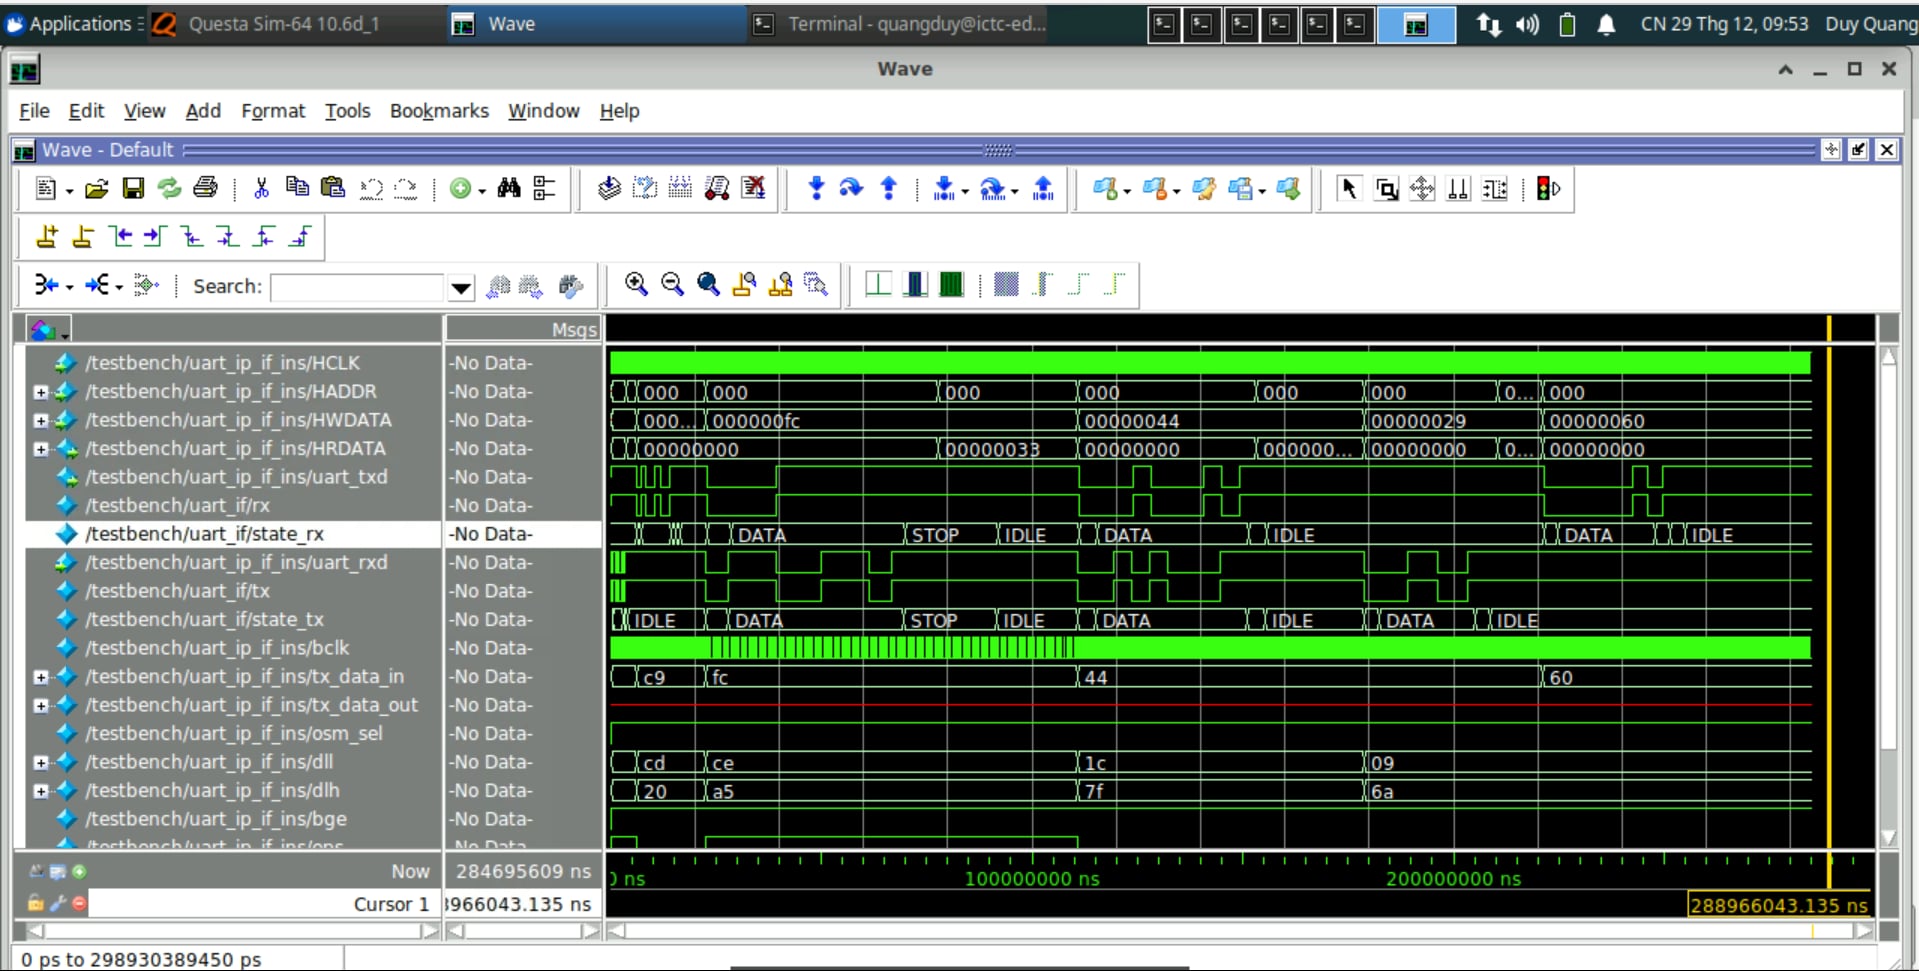 Applications Questa Sim-64 10.6d_1 Wave Terminal - quangduy@ictc-ed... CN 29 Thg 12, 09:53 Duy Quang
Wave
File Edit View Add Format Tools Bookmarks Window Help
Wave - Default
Search:
Msgs
/testbench/uart_ip_if_ins/HCLK -No Data-
/testbench/uart_ip_if_ins/HADDR -No Data- 000 000 000 000 000 000 0... 000
/testbench/uart_ip_if_ins/HWDATA -No Data- 000... 000000fc 00000044 00000029 00000060
/testbench/uart_ip_if_ins/HRDATA -No Data- 00000000 00000033 00000000 000000... 00000000 0... 00000000
/testbench/uart_ip_if_ins/uart_txd -No Data-
/testbench/uart_if/rx -No Data-
/testbench/uart_if/state_rx -No Data- DATA STOP IDLE DATA IDLE DATA IDLE
/testbench/uart_ip_if_ins/uart_rxd -No Data-
/testbench/uart_if/tx -No Data-
/testbench/uart_if/state_tx -No Data- IDLE DATA STOP IDLE DATA IDLE DATA IDLE
/testbench/uart_ip_if_ins/bclk -No Data-
/testbench/uart_ip_if_ins/tx_data_in -No Data- c9 fc 44 60
/testbench/uart_ip_if_ins/tx_data_out -No Data-
/testbench/uart_ip_if_ins/osm_sel -No Data-
/testbench/uart_ip_if_ins/dll -No Data- cd ce 1c 09
/testbench/uart_ip_if_ins/dlh -No Data- 20 a5 7f 6a
/testbench/uart_ip_if_ins/bge -No Data-
Now 284695609 ns 0 ns 100000000 ns 200000000 ns
Cursor 1 966043.135 ns 288966043.135 ns
0 ps to 298930389450 ps